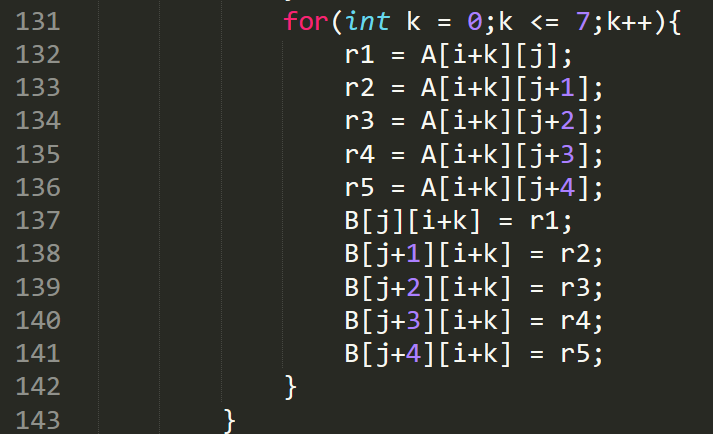 131 for(int k = 0;k <= 7;k++){
132 r1 = A[i+k][j];
133 r2 = A[i+k][j+1];
134 r3 = A[i+k][j+2];
135 r4 = A[i+k][j+3];
136 r5 = A[i+k][j+4];
137 B[j][i+k] = r1;
138 B[j+1][i+k] = r2;
139 B[j+2][i+k] = r3;
140 B[j+3][i+k] = r4;
141 B[j+4][i+k] = r5;
142 }
143 }